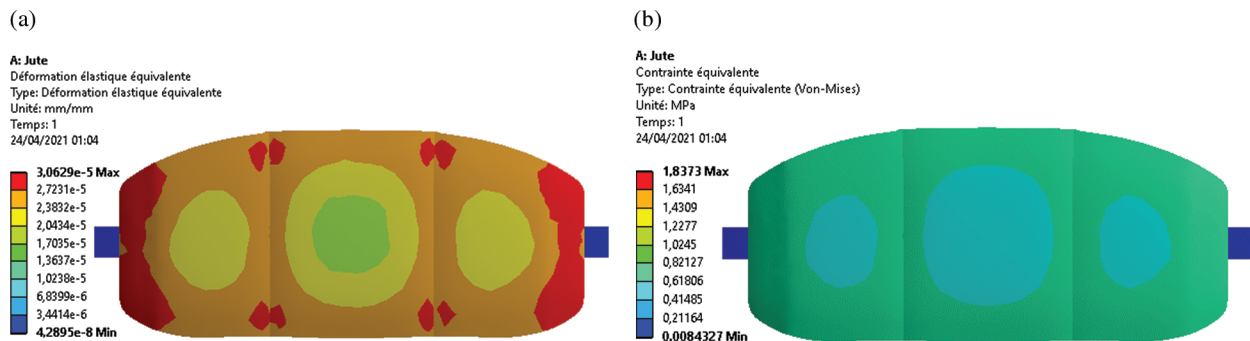 (a)
A: Jute
Déformation élastique équivalente
Type: Déformation élastique équivalente
Unité: mm/mm
Temps: 1
24/04/2021 01:04
3,0629e-5 Max
2,7231e-5
2,3832e-5
2,0434e-5
1,7035e-5
1,3637e-5
1,0238e-5
6,8399e-6
3,4414e-6
4,2895e-8 Min
(b)
A: Jute
Contrainte équivalente
Type: Contrainte équivalente (Von-Mises)
Unité: MPa
Temps: 1
24/04/2021 01:04
1,8373 Max
1,6341
1,4309
1,2277
1,0245
0,82127
0,61806
0,41485
0,21164
0,0084327 Min